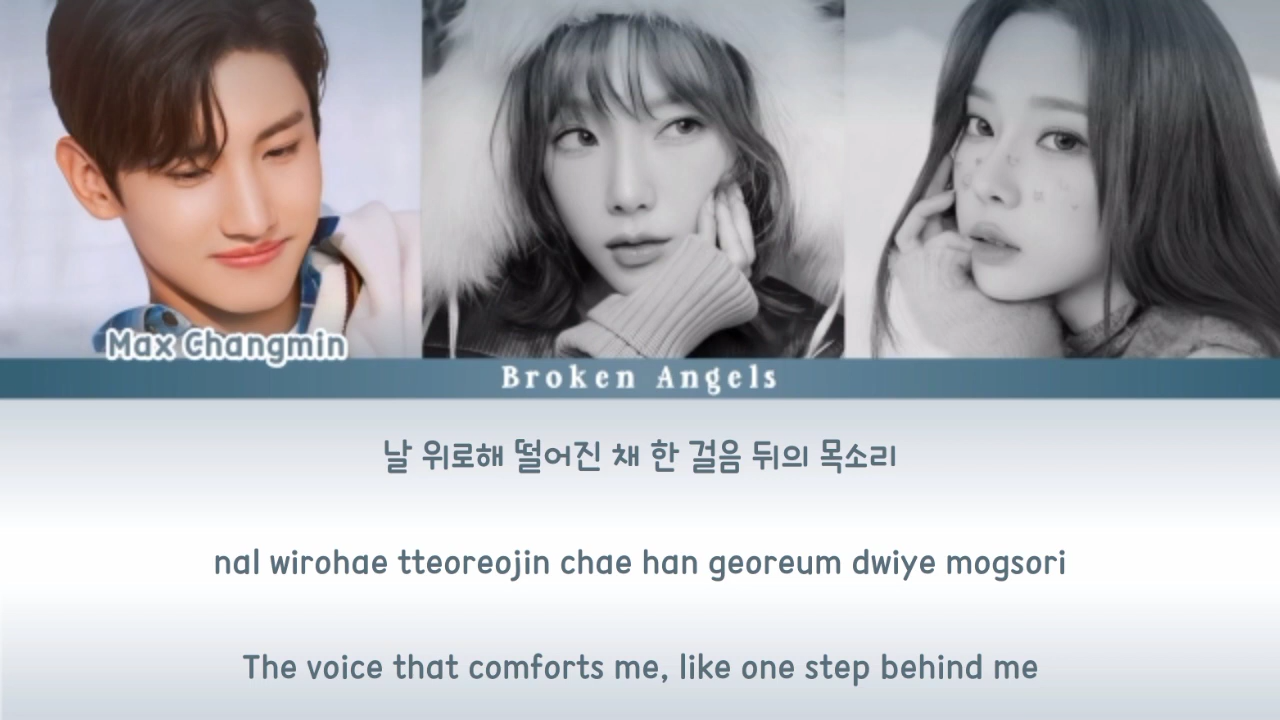 Max Changmin
Broken Angels
날 위로해 떨어진 채 한 걸음 뒤의 목소리
nal wirohae tteoreojin chae han georeum dwiye mogsori
The voice that comforts me, like one step behind me